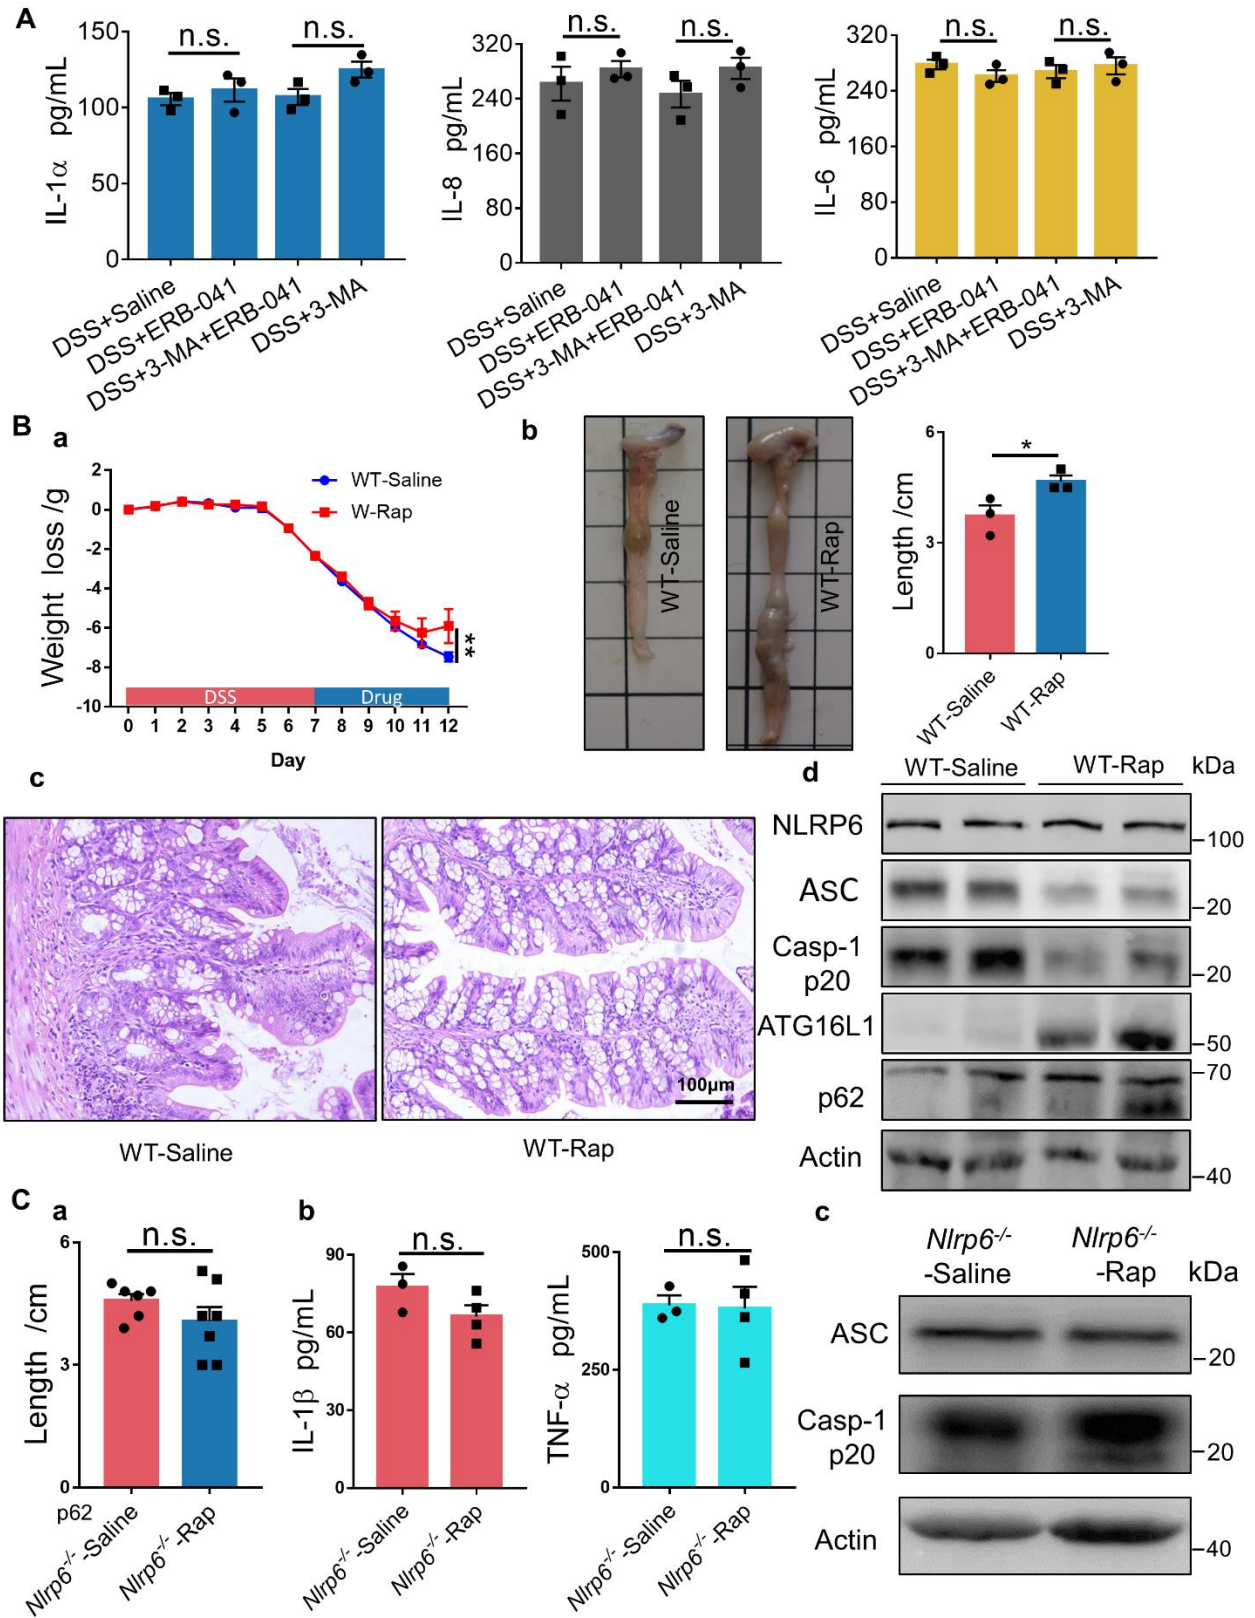 A
n.s.
n.s.
150
100
50
0
IL-1α pg/mL
DSS+Saline
DSS+ERB-041
DSS+3-MA+ERB-041
DSS+3-MA
n.s.
n.s.
320
240
160
80
0
IL-8 pg/mL
DSS+Saline
DSS+ERB-041
DSS+3-MA+ERB-041
DSS+3-MA
n.s.
n.s.
320
240
160
80
0
IL-6 pg/mL
DSS+Saline
DSS+ERB-041
DSS+3-MA+ERB-041
DSS+3-MA
B
a
2
0
-2
-4
-6
-8
-10
Weight loss /g
WT-Saline
W-Rap
**
DSS
Drug
0 1 2 3 4 5 6 7 8 9 10 11 12
Day
b
WT-Saline
WT-Rap
6
3
0
Length /cm
*
WT-Saline
WT-Rap
c
WT-Saline
100μm
WT-Rap
d
WT-Saline
WT-Rap
kDa
NLRP6
100
ASC
20
Casp-1
p20
20
ATG16L1
50
p62
70
Actin
40
C
a
n.s.
6
3
0
Length /cm
p62
Nlrp6-/- -Saline
Nlrp6-/- -Rap
b
n.s.
90
60
30
0
IL-1β pg/mL
Nlrp6-/- -Saline
Nlrp6-/- -Rap
n.s.
500
250
0
TNF-α pg/mL
Nlrp6-/- -Saline
Nlrp6-/- -Rap
c
Nlrp6-/-
-Saline
Nlrp6-/-
-Rap
kDa
ASC
20
Casp-1
p20
20
Actin
40